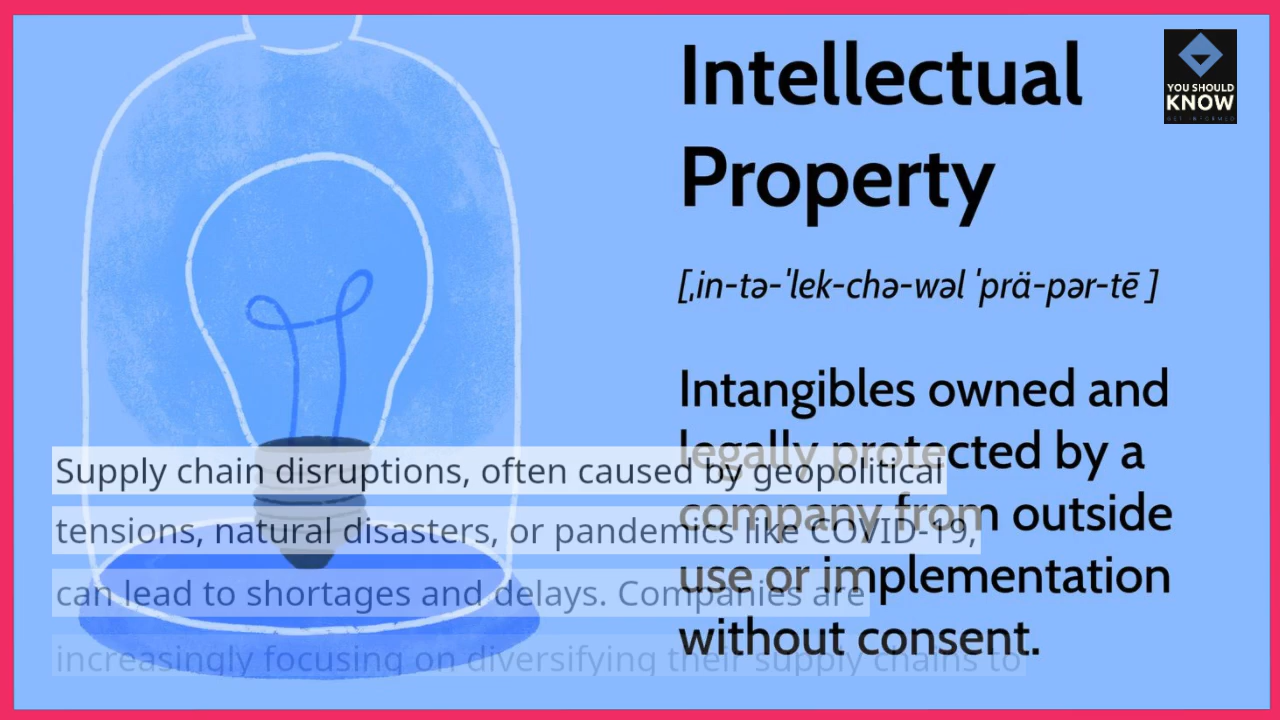 Intellectual
Property
YOU SHOULD
KNOW
GET INFORMED
[ˌin-tə-ˈlek-chə-wəl ˈprä-pər-tē ]
Intangibles owned and
legally protected by a
company from outside
use or implementation
without consent.
Supply chain disruptions, often caused by geopolitical
tensions, natural disasters, or pandemics like COVID-19,
can lead to shortages and delays. Companies are
increasingly focusing on diversifying their supply chains to